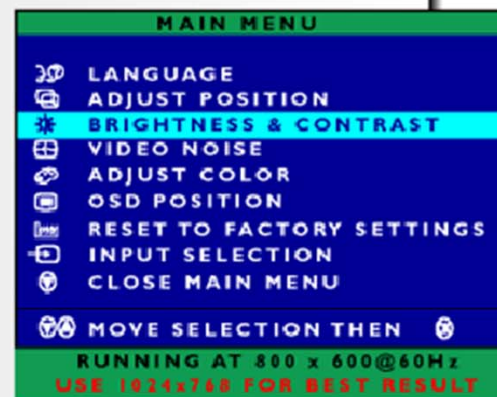 MAIN MENU
LANGUAGE
ADJUST POSITION
BRIGHTNESS & CONTRAST
VIDEO NOISE
ADJUST COLOR
OSD POSITION
RESET TO FACTORY SETTINGS
INPUT SELECTION
CLOSE MAIN MENU
MOVE SELECTION THEN
RUNNING AT 800 x 600@60Hz
USE 1024x768 FOR BEST RESULT